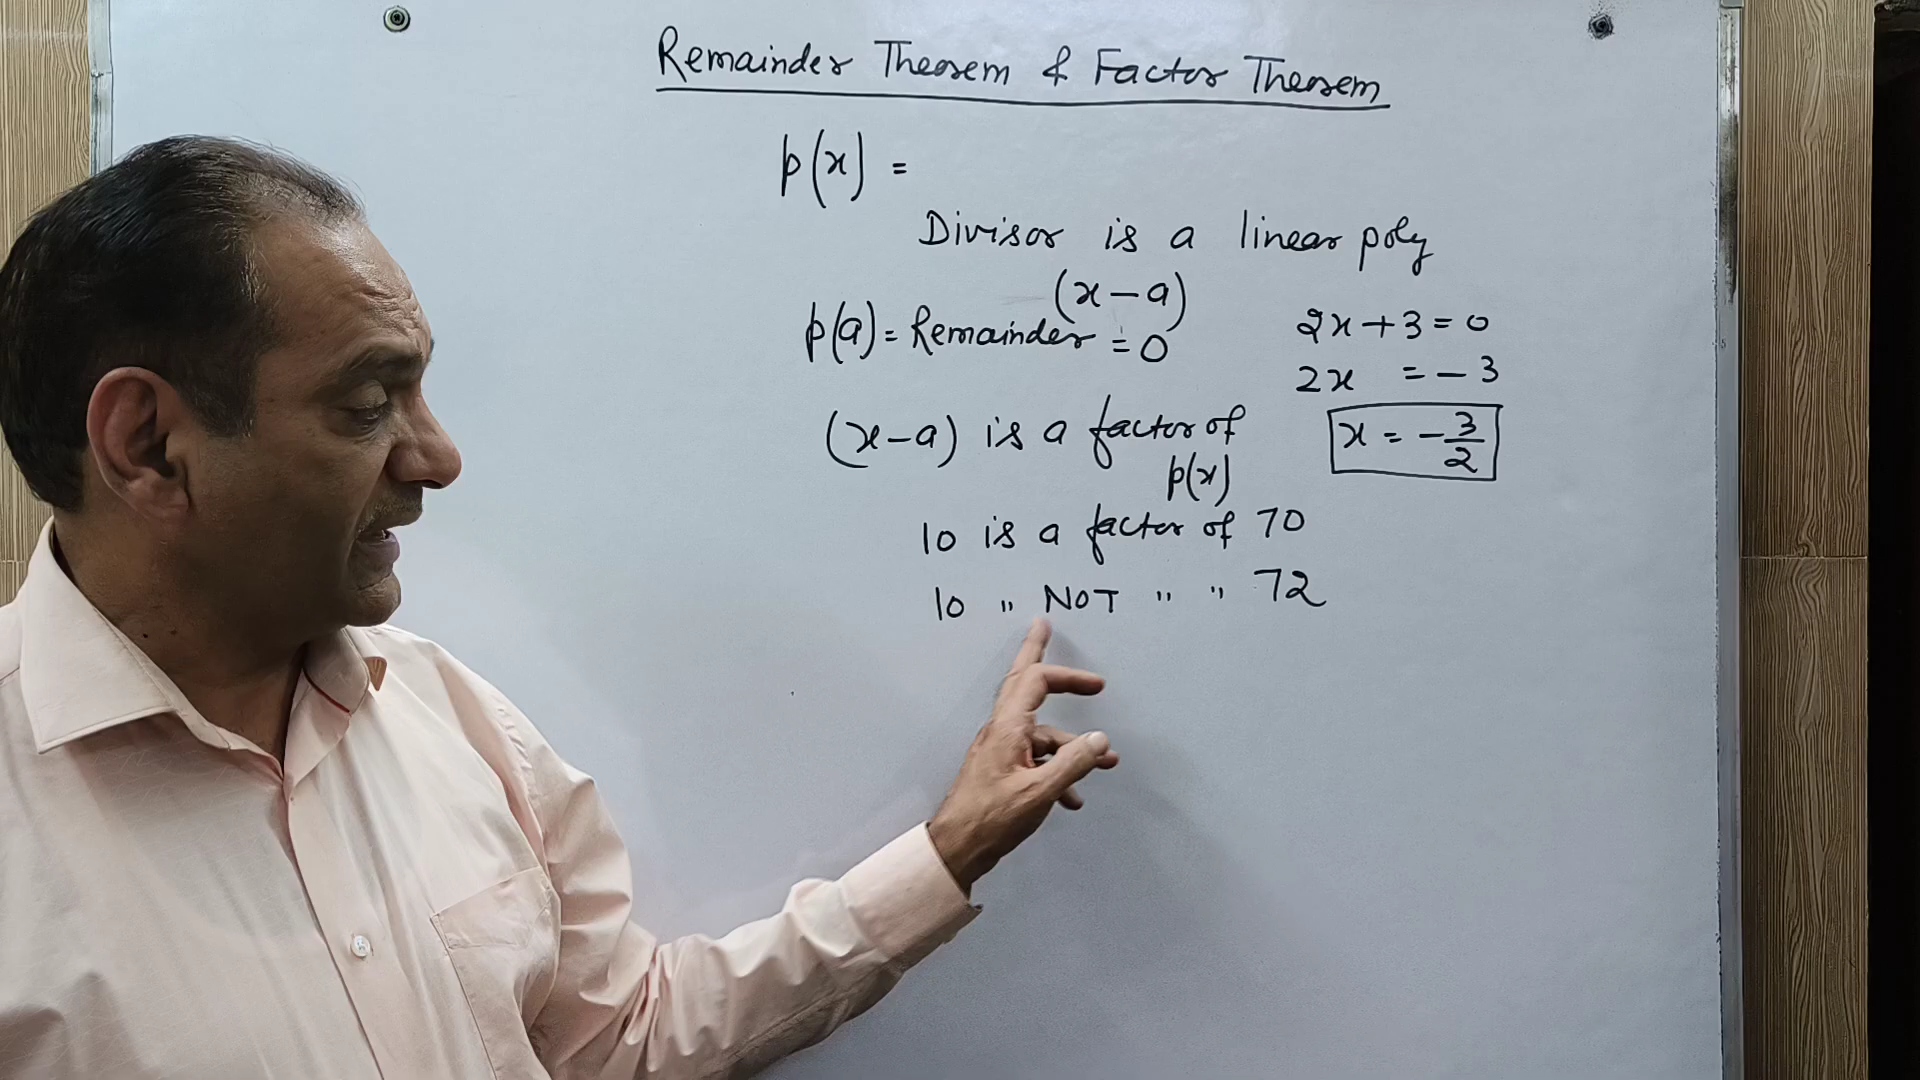 Remainder Theorem & Factor Theorem
p(x) =
Divisor is a linear poly
(x-a)
p(a) = Remainder = 0
(x-a) is a factor of
p(x)
10 is a factor of 70
10 " NOT " " 72
2x+3=0
2x = -3
x = -3/2